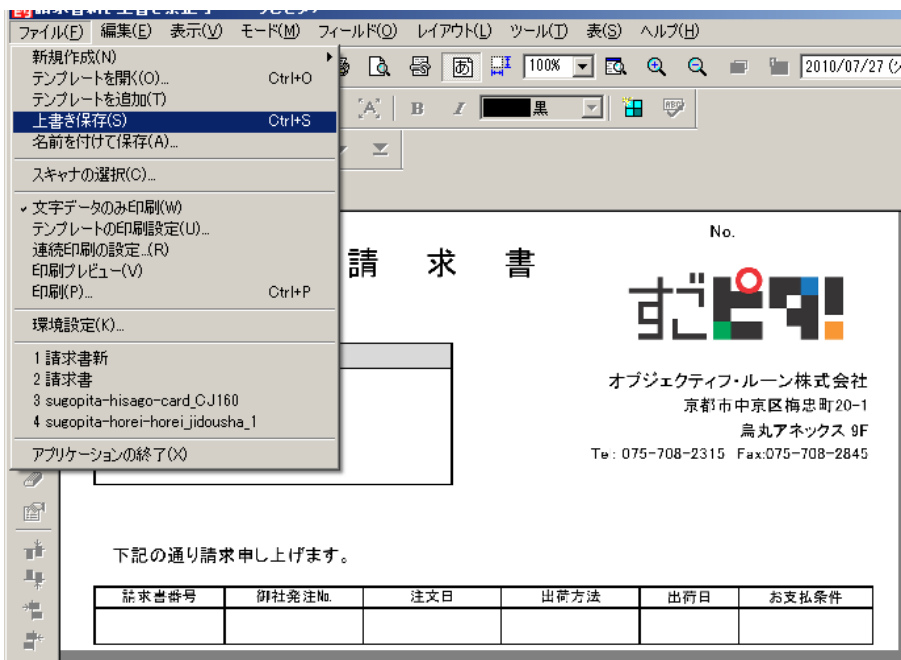 ファイル(F) 編集(E) 表示(V) モード(M) フィールド(O) レイアウト(L) ツール(T) 表(S) ヘルプ(H)
新規作成(N)
テンプレートを開く(O)... Ctrl+O
テンプレートを追加(T)
上書き保存(S) Ctrl+S
名前を付けて保存(A)...
スキャナの選択(C)...
文字データのみ印刷(W)
テンプレートの印刷設定(U)...
連続印刷の設定...(R)
印刷プレビュー(V)
印刷(P)... Ctrl+P
環境設定(K)...
1 請求書新
2 請求書
3 sugopita-hisago-card_CJ160
4 sugopita-horei-horei_jidousha_1
アプリケーションの終了(X)
あ 100% 2010/07/27
A B I 黒 ABC
No.
請 求 書
すごピタ!
オブジェクティフ・ルーン株式会社
京都市中京区梅忠町20-1
烏丸アネックス 9F
Te: 075-708-2315 Fax:075-708-2845
下記の通り請求申し上げます。
請求書番号 御社発注No. 注文日 出荷方法 出荷日 お支払条件